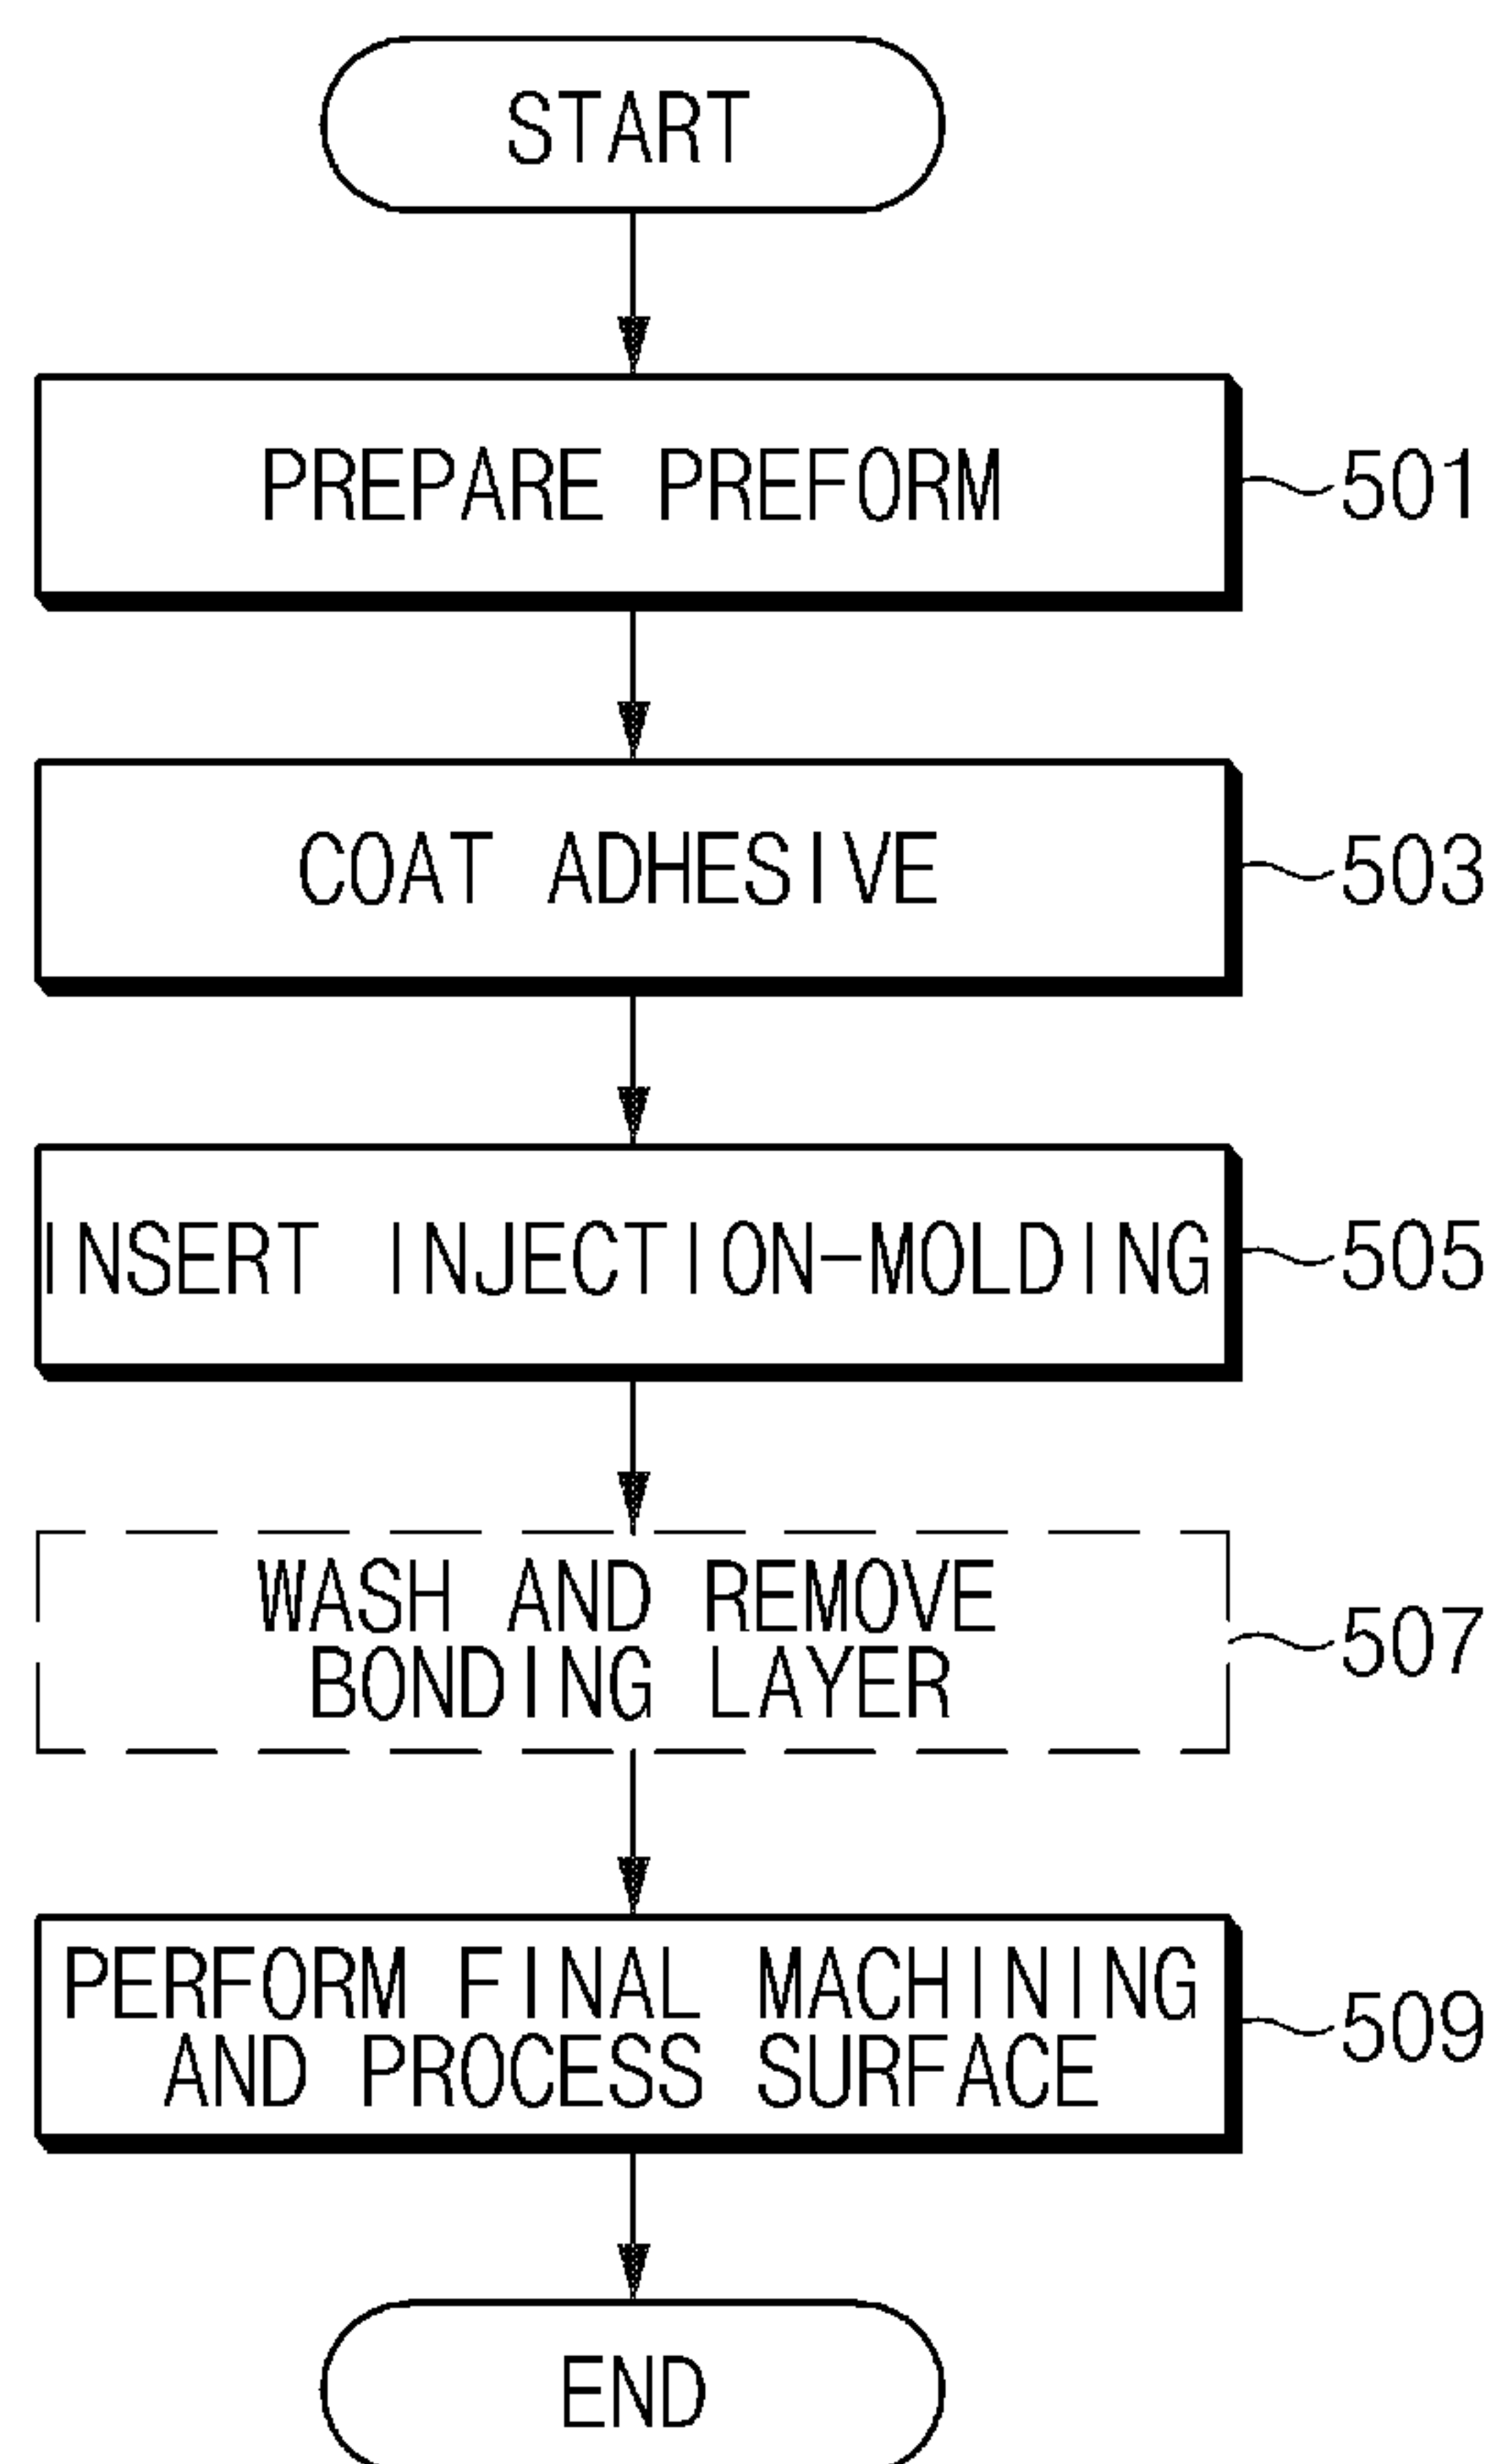 START
PREPARE PREFORM
501
COAT ADHESIVE
503
INSERT INJECTION-MOLDING
505
WASH AND REMOVE
BONDING LAYER
507
PERFORM FINAL MACHINING
AND PROCESS SURFACE
509
END